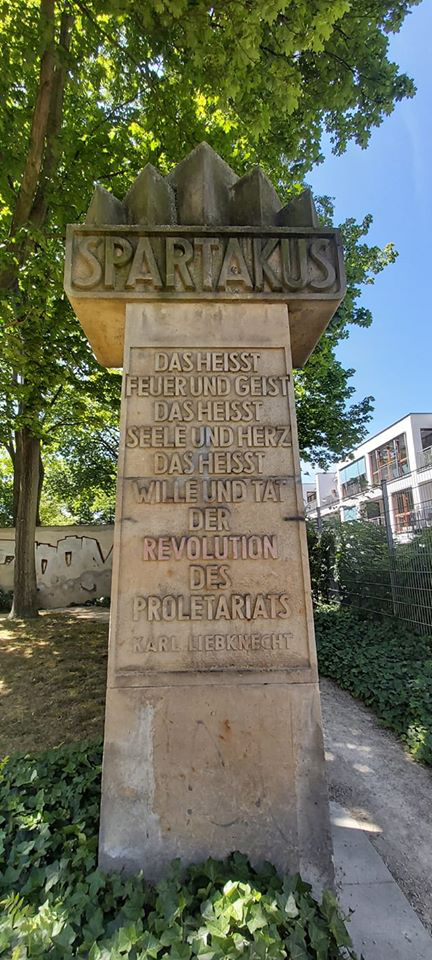 SPARTAKUS
DAS HEISST
FEUER UND GEIST
DAS HEISST
SEELE UND HERZ
DAS HEISST
WILLE UND TAT
DER
REVOLUTION
DES
PROLETARIATS
KARL LIEBKNECHT